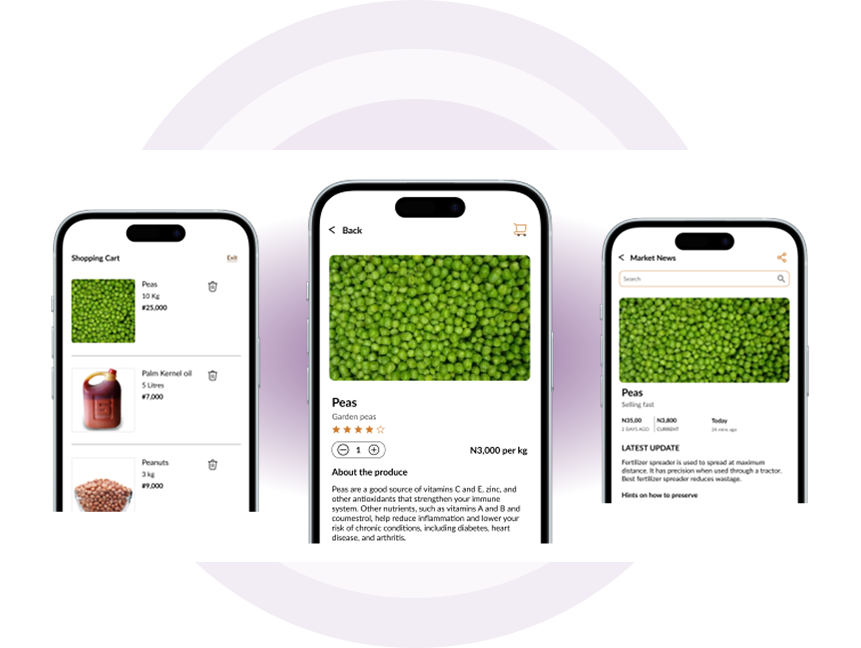 Shopping Cart
Exit
Peas
10 Kg
₦25,000
Palm Kernel oil
5 Litres
₦7,000
Peanuts
3 kg
₦9,000
< Back
Peas
Garden peas
1
N3,000 per kg
About the produce
Peas are a good source of vitamins C and E, zinc, and
other antioxidants that strengthen your immune
system. Other nutrients, such as vitamins A and B and
coumestrol, help reduce inflammation and lower your
risk of chronic conditions, including diabetes, heart
disease, and arthritis.
< Market News
Search
Peas
Selling fast
N35,00 N3,800 Today
2 DAYS AGO CURRENT 24 mins ago
LATEST UPDATE
Fertilizer spreader is used to spread at maximum
distance. It has precision when used through a tractor.
Best fertilizer spreader reduces wastage.
Hints on how to preserve